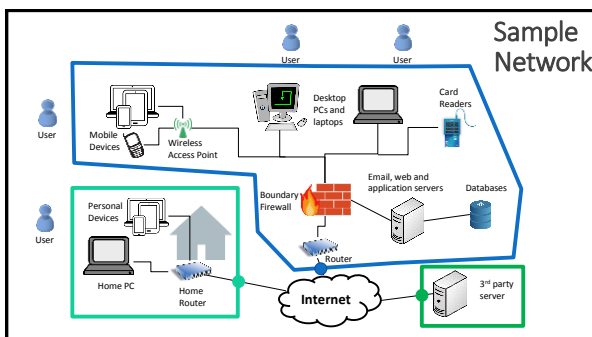 Sample
Network
User
User
User
Mobile
Devices
Wireless
Access Point
Desktop
PCs and
laptops
Card
Readers
Boundary
Firewall
Email, web and
application servers
Databases
Router
User
Personal
Devices
Home PC
Home
Router
Internet
3rd party
server